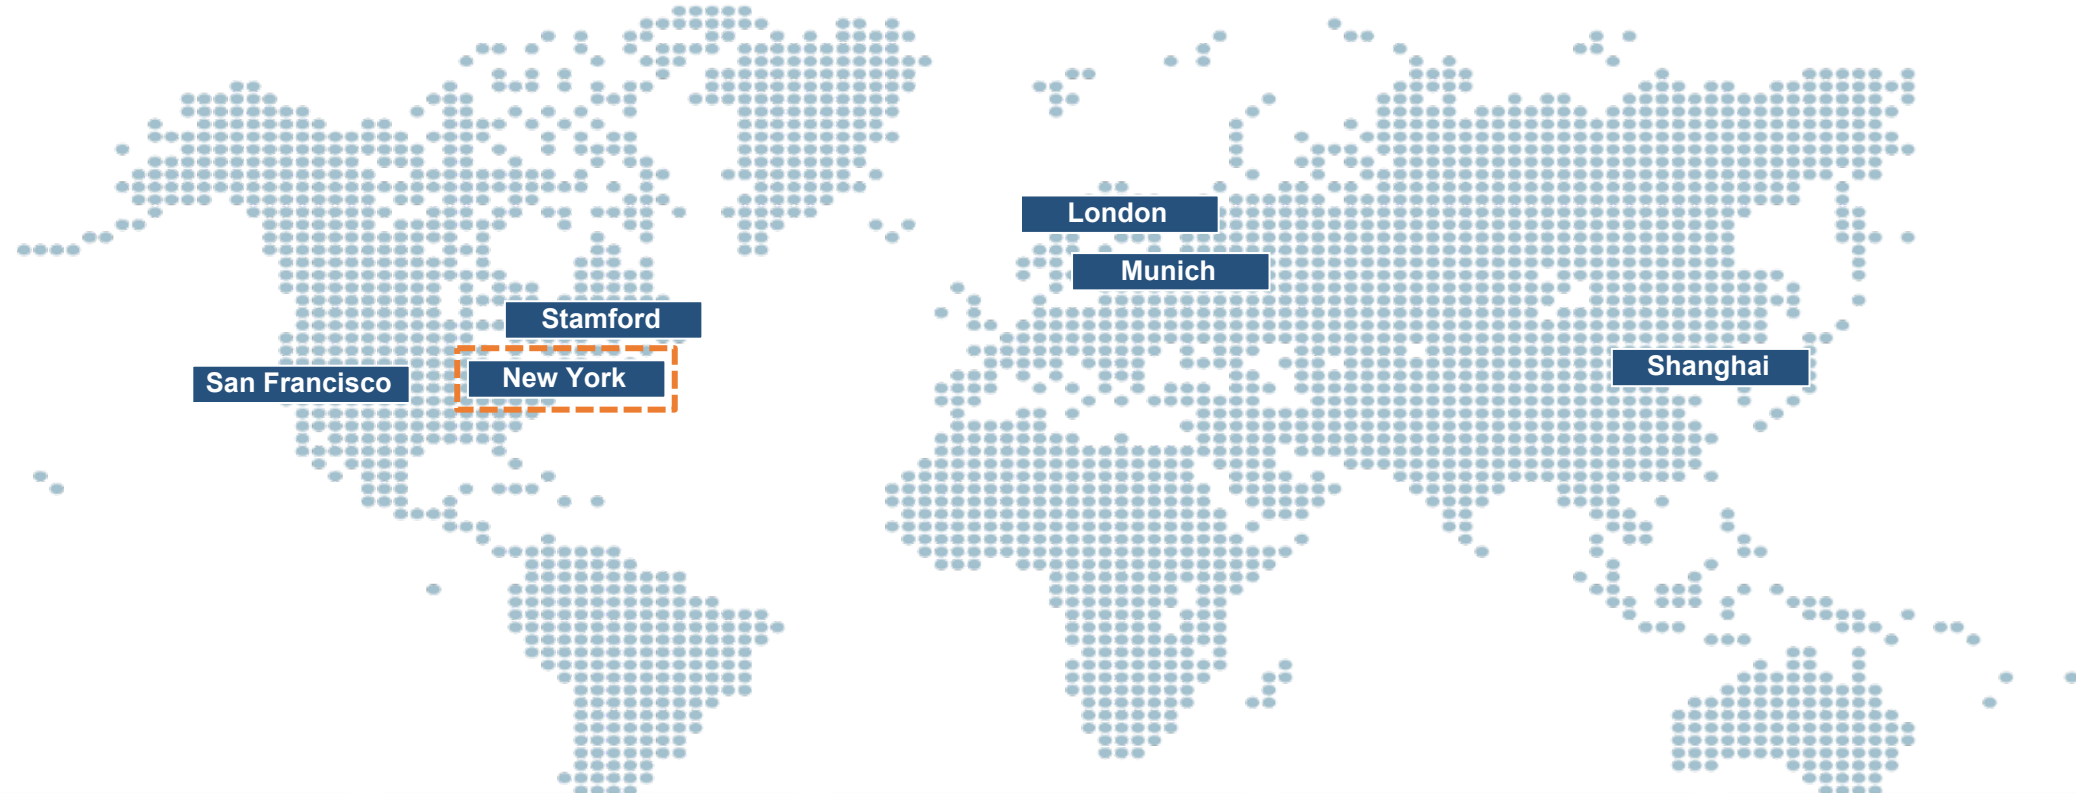 London
Munich
Stamford
San Francisco
New York
Shanghai